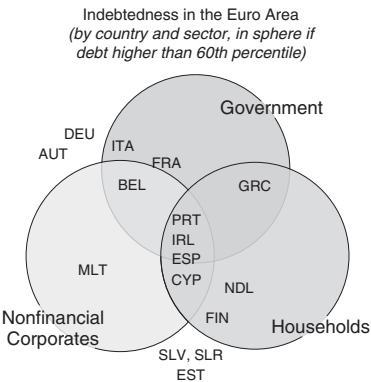 Indebtedness in the Euro Area
(by country and sector, in sphere if
debt higher than 60th percentile)
Government
DEU
ITA
AUT
FRA
BEL
GRC
PRT
IRL
ESP
CYP
MLT
NDL
FIN
Nonfinancial
Corporates
Households
SLV, SLR
EST